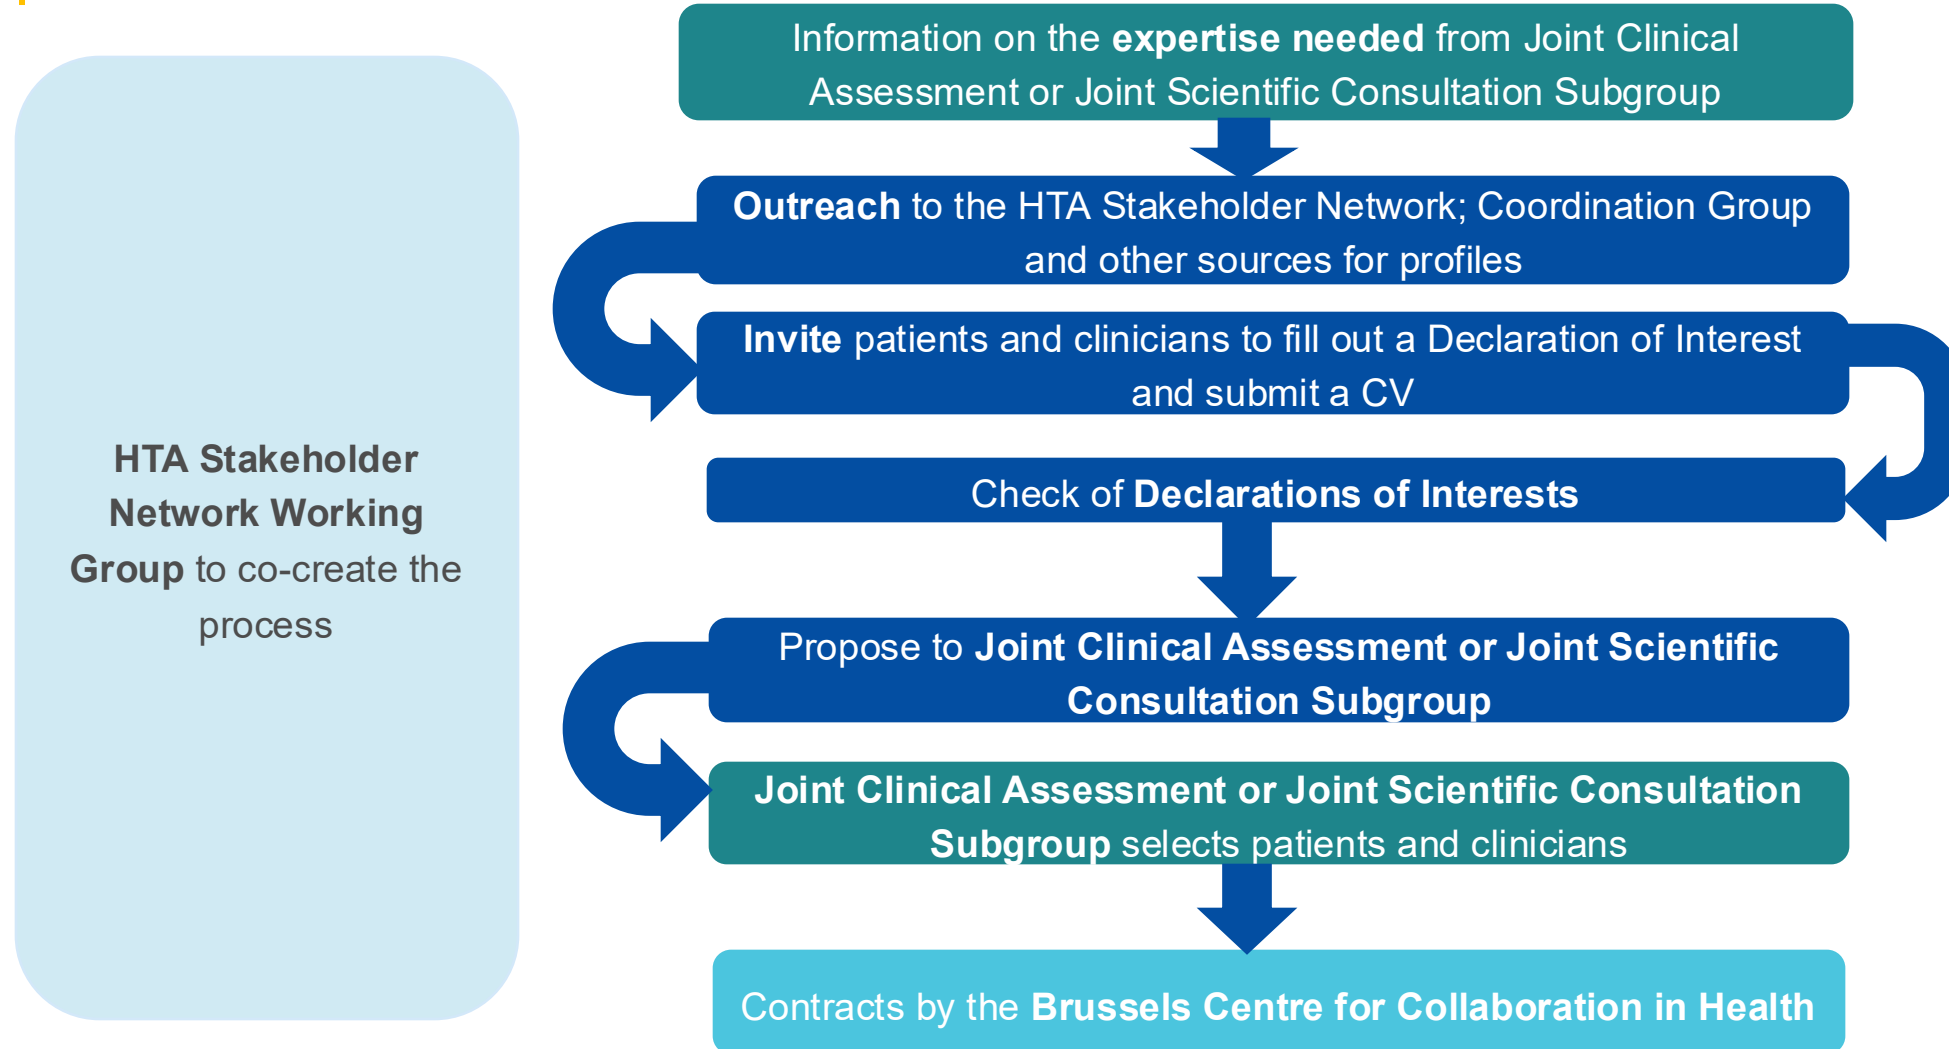 HTA Stakeholder
Network Working
Group to co-create the
process
Information on the expertise needed from Joint Clinical
Assessment or Joint Scientific Consultation Subgroup
Outreach to the HTA Stakeholder Network; Coordination Group
and other sources for profiles
Invite patients and clinicians to fill out a Declaration of Interest
and submit a CV
Check of Declarations of Interests
Propose to Joint Clinical Assessment or Joint Scientific
Consultation Subgroup
Joint Clinical Assessment or Joint Scientific Consultation
Subgroup selects patients and clinicians
Contracts by the Brussels Centre for Collaboration in Health